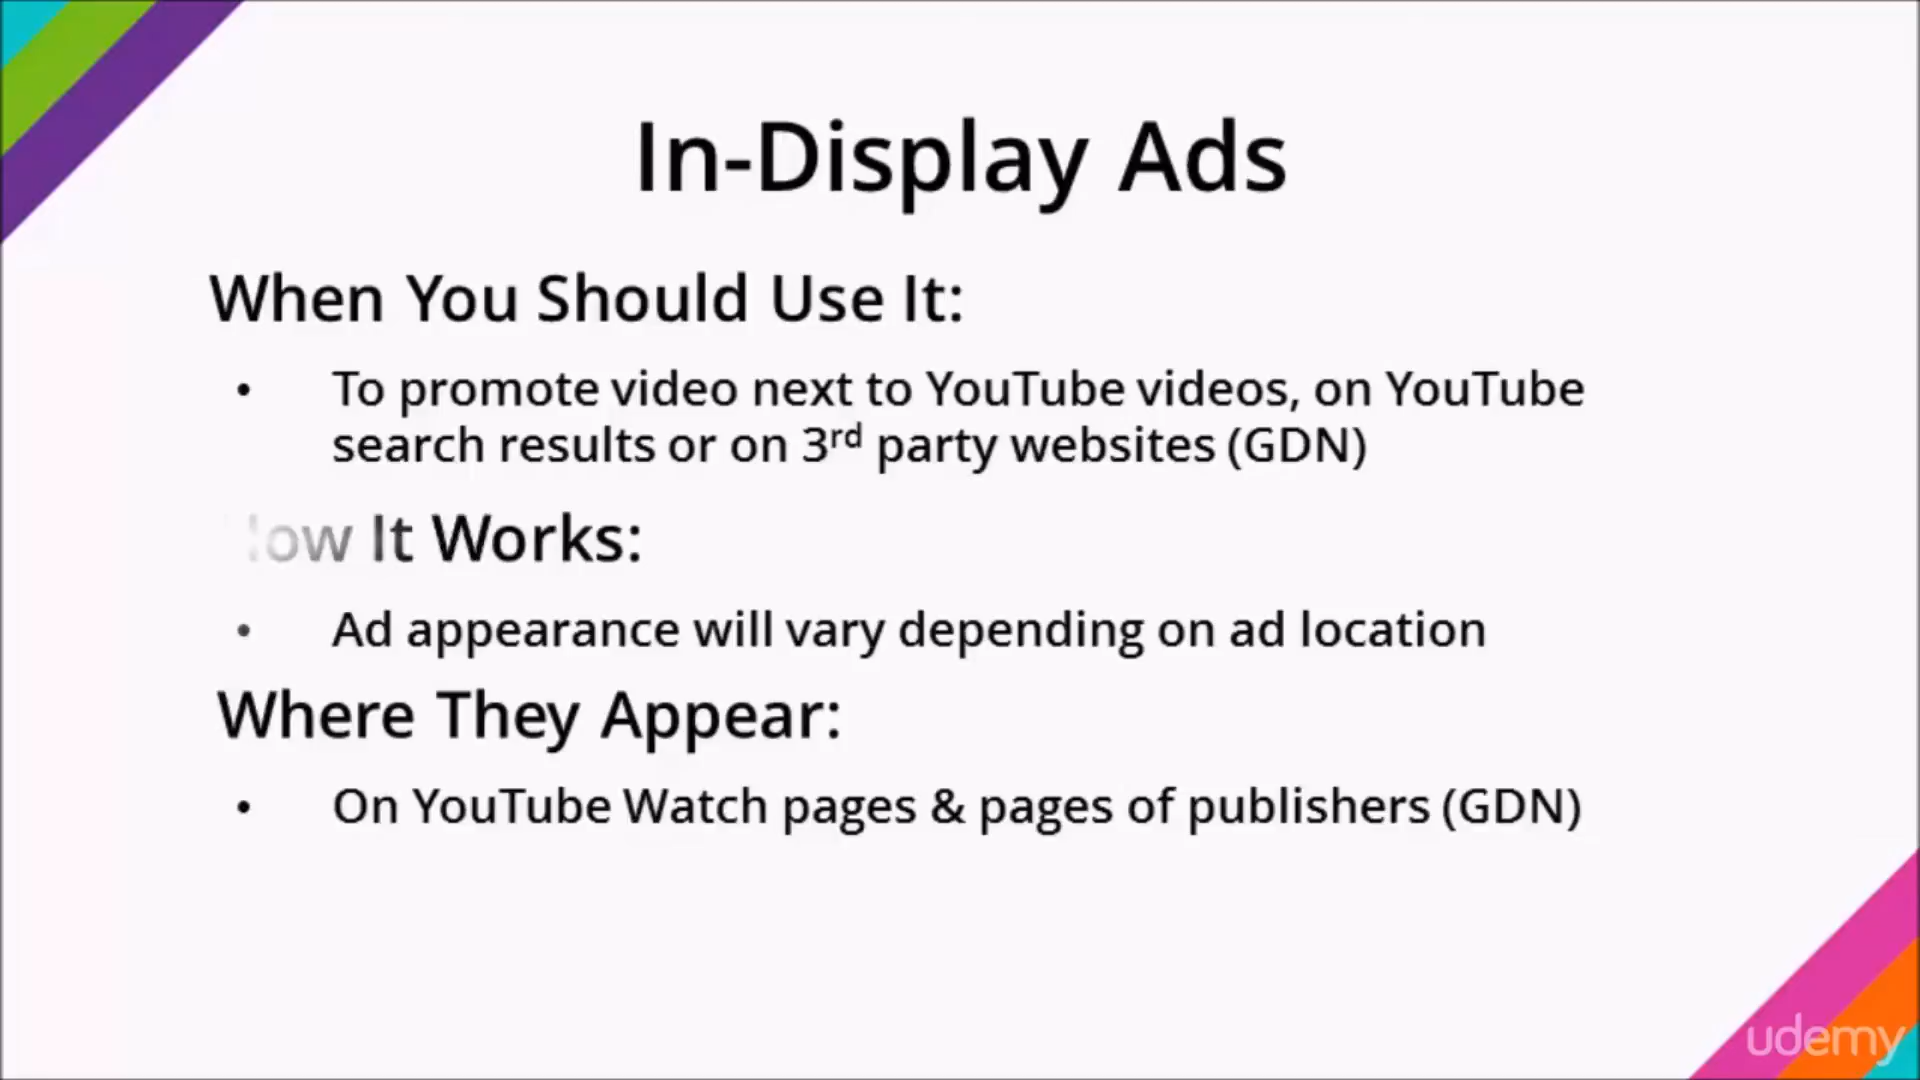 In-Display Ads
When You Should Use It:
• To promote video next to YouTube videos, on YouTube
search results or on 3rd party websites (GDN)
How It Works:
• Ad appearance will vary depending on ad location
Where They Appear:
• On YouTube Watch pages & pages of publishers (GDN)
udemy